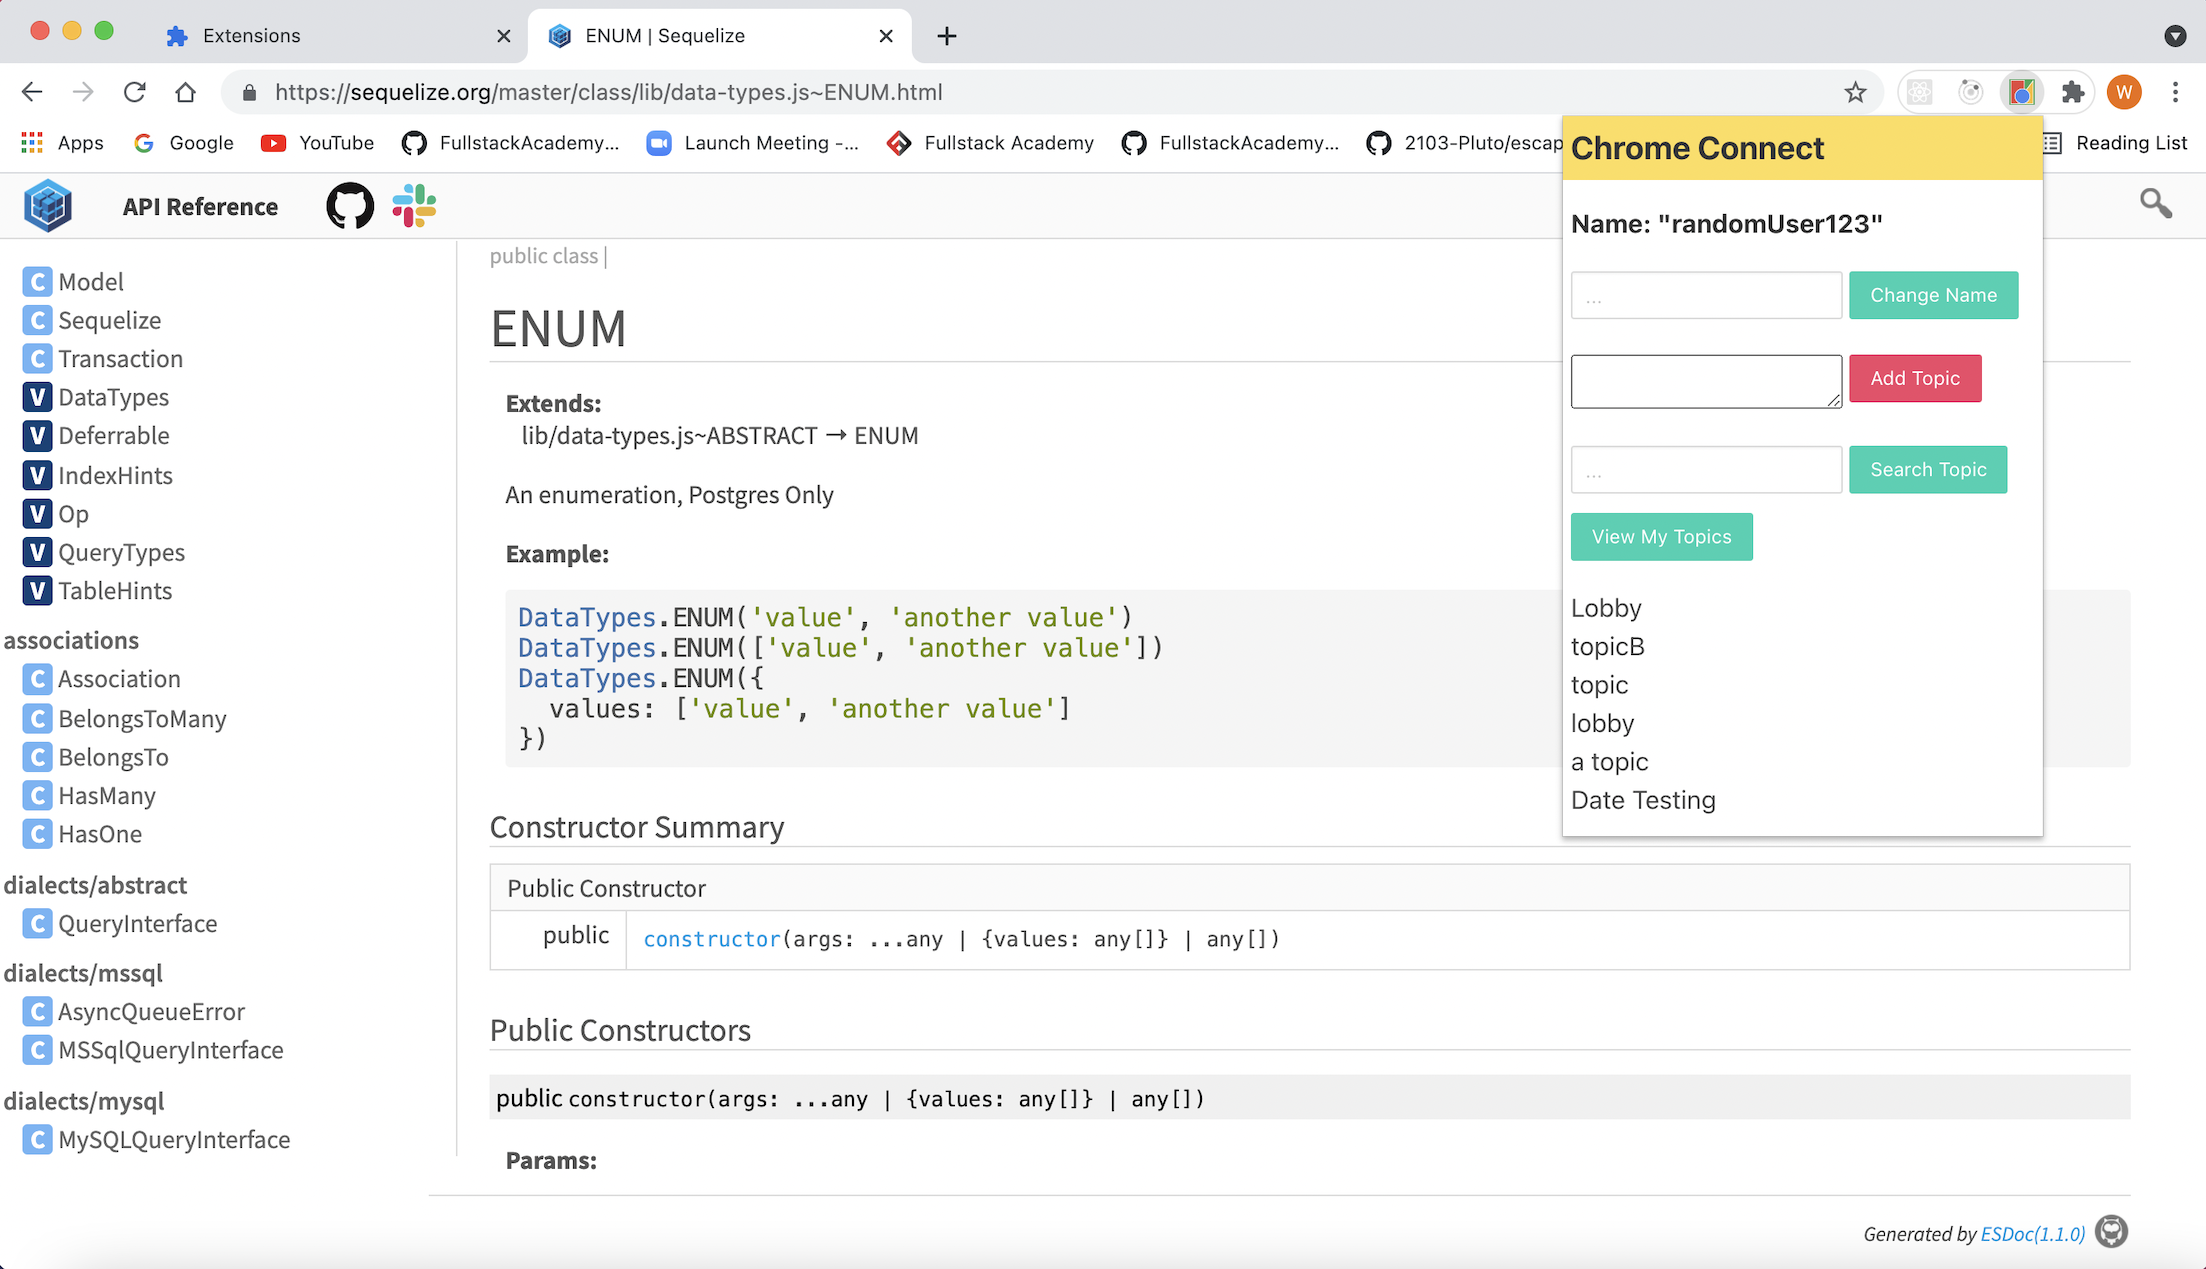 Extensions
ENUM | Sequelize
https://sequelize.org/master/class/lib/data-types.js~ENUM.html
W
Apps
Google
YouTube
FullstackAcademy...
Launch Meeting -...
Fullstack Academy
FullstackAcademy...
2103-Pluto/escap
Reading List
API Reference
C Model
C Sequelize
C Transaction
V DataTypes
V Deferrable
V IndexHints
V Op
V QueryTypes
V TableHints
associations
C Association
C BelongsToMany
C BelongsTo
C HasMany
C HasOne
dialects/abstract
C QueryInterface
dialects/mssql
C AsyncQueueError
C MSSqlQueryInterface
dialects/mysql
C MySQLQueryInterface
public class |
ENUM
Extends:
lib/data-types.js~ABSTRACT → ENUM
An enumeration, Postgres Only
Example:
DataTypes.ENUM('value', 'another value')
DataTypes.ENUM(['value', 'another value'])
DataTypes.ENUM({
values: ['value', 'another value']
})
Constructor Summary
Public Constructor
public constructor(args: ...any | {values: any[]} | any[])
Public Constructors
public constructor(args: ...any | {values: any[]} | any[])
Params:
Generated by ESDoc(1.1.0)
Chrome Connect
Name: "randomUser123"
... Change Name
Add Topic
... Search Topic
View My Topics
Lobby
topicB
topic
lobby
a topic
Date Testing